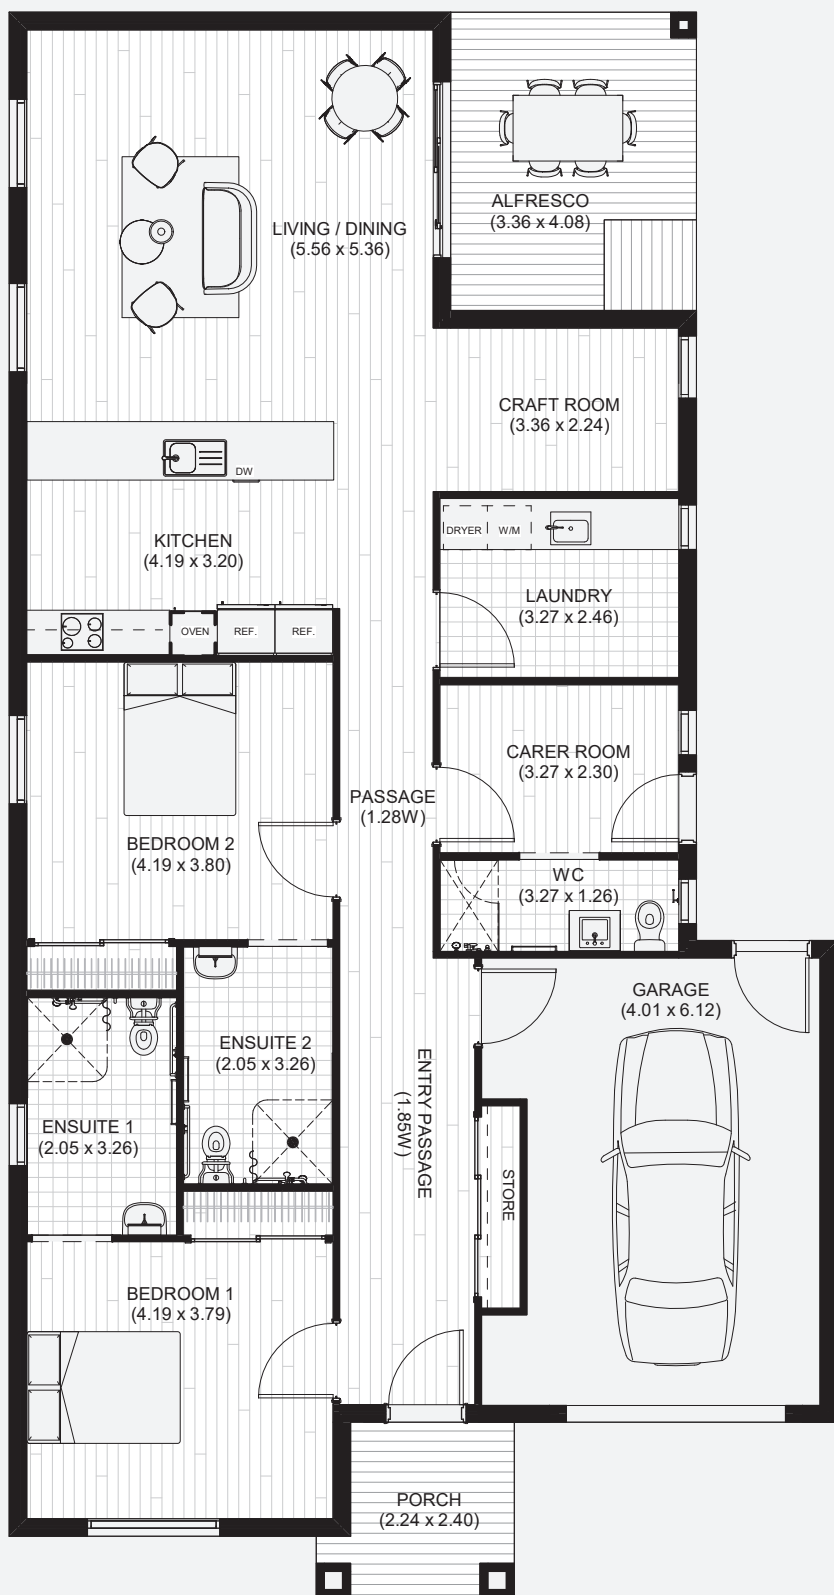 ALFRESCO
(3.36 x 4.08)
LIVING / DINING
(5.56 x 5.36)
CRAFT ROOM
(3.36 x 2.24)
DW
KITCHEN
(4.19 x 3.20)
DRYER
W/M
LAUNDRY
(3.27 x 2.46)
OVEN
REF.
REF.
CARER ROOM
(3.27 x 2.30)
PASSAGE
(1.28W)
BEDROOM 2
(4.19 x 3.80)
WC
(3.27 x 1.26)
GARAGE
(4.01 x 6.12)
ENSUITE 2
(2.05 x 3.26)
ENSUITE 1
(2.05 x 3.26)
ENTRY PASSAGE
(1.85W)
STORE
BEDROOM 1
(4.19 x 3.79)
PORCH
(2.24 x 2.40)